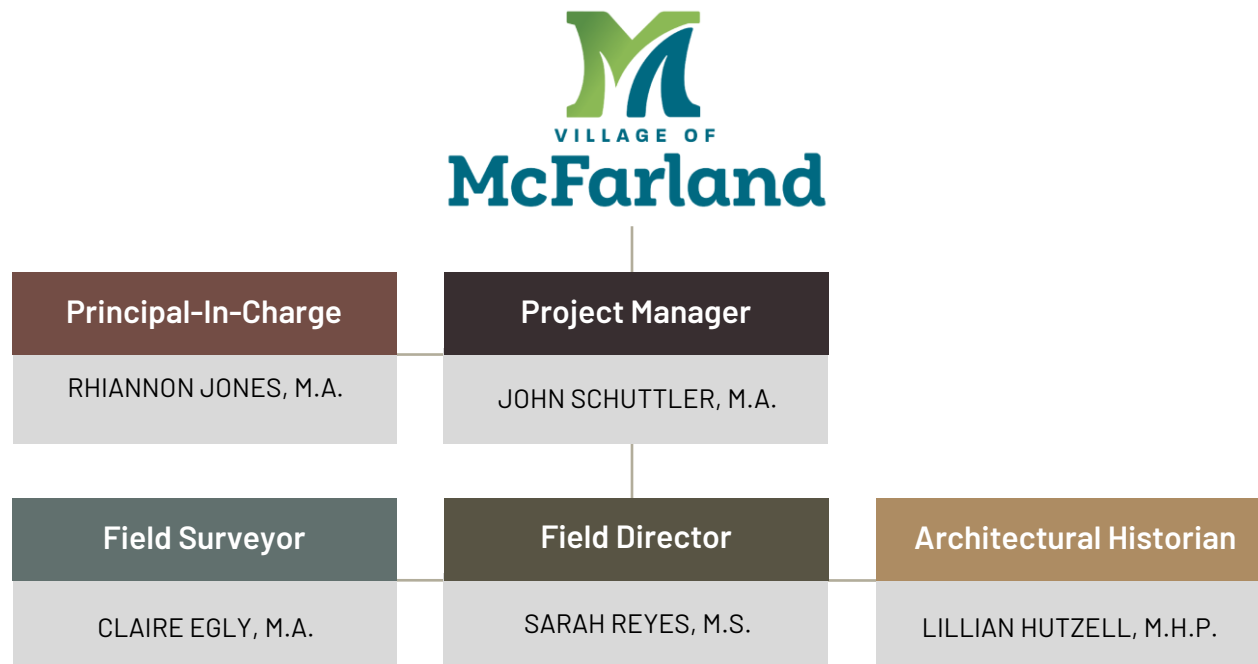 VILLAGE OF
McFarland
Principal-In-Charge
RHIANNON JONES, M.A.
Project Manager
JOHN SCHUTTLER, M.A.
Field Surveyor
CLAIRE EGLY, M.A.
Field Director
SARAH REYES, M.S.
Architectural Historian
LILLIAN HUTZELL, M.H.P.